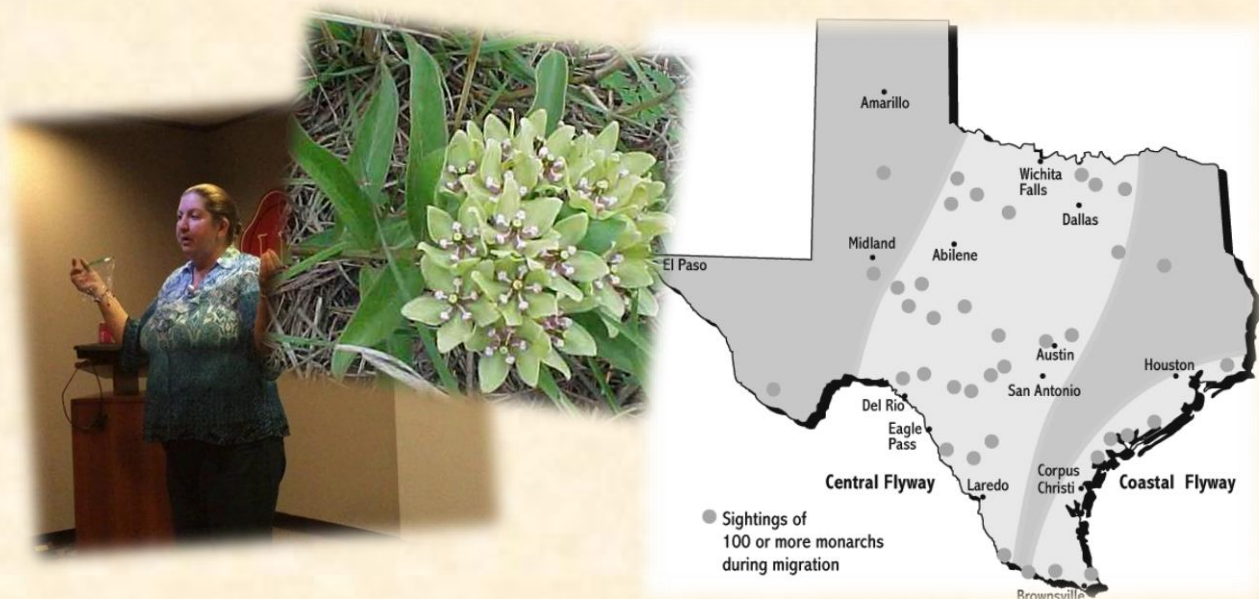 Amarillo
Wichita
Falls
Dallas
Midland
Abilene
El Paso
Austin
Houston
San Antonio
Del Rio
Eagle
Pass
Corpus
Christi
Central Flyway
Coastal Flyway
Laredo
Sightings of
100 or more monarchs
during migration
Brownsville